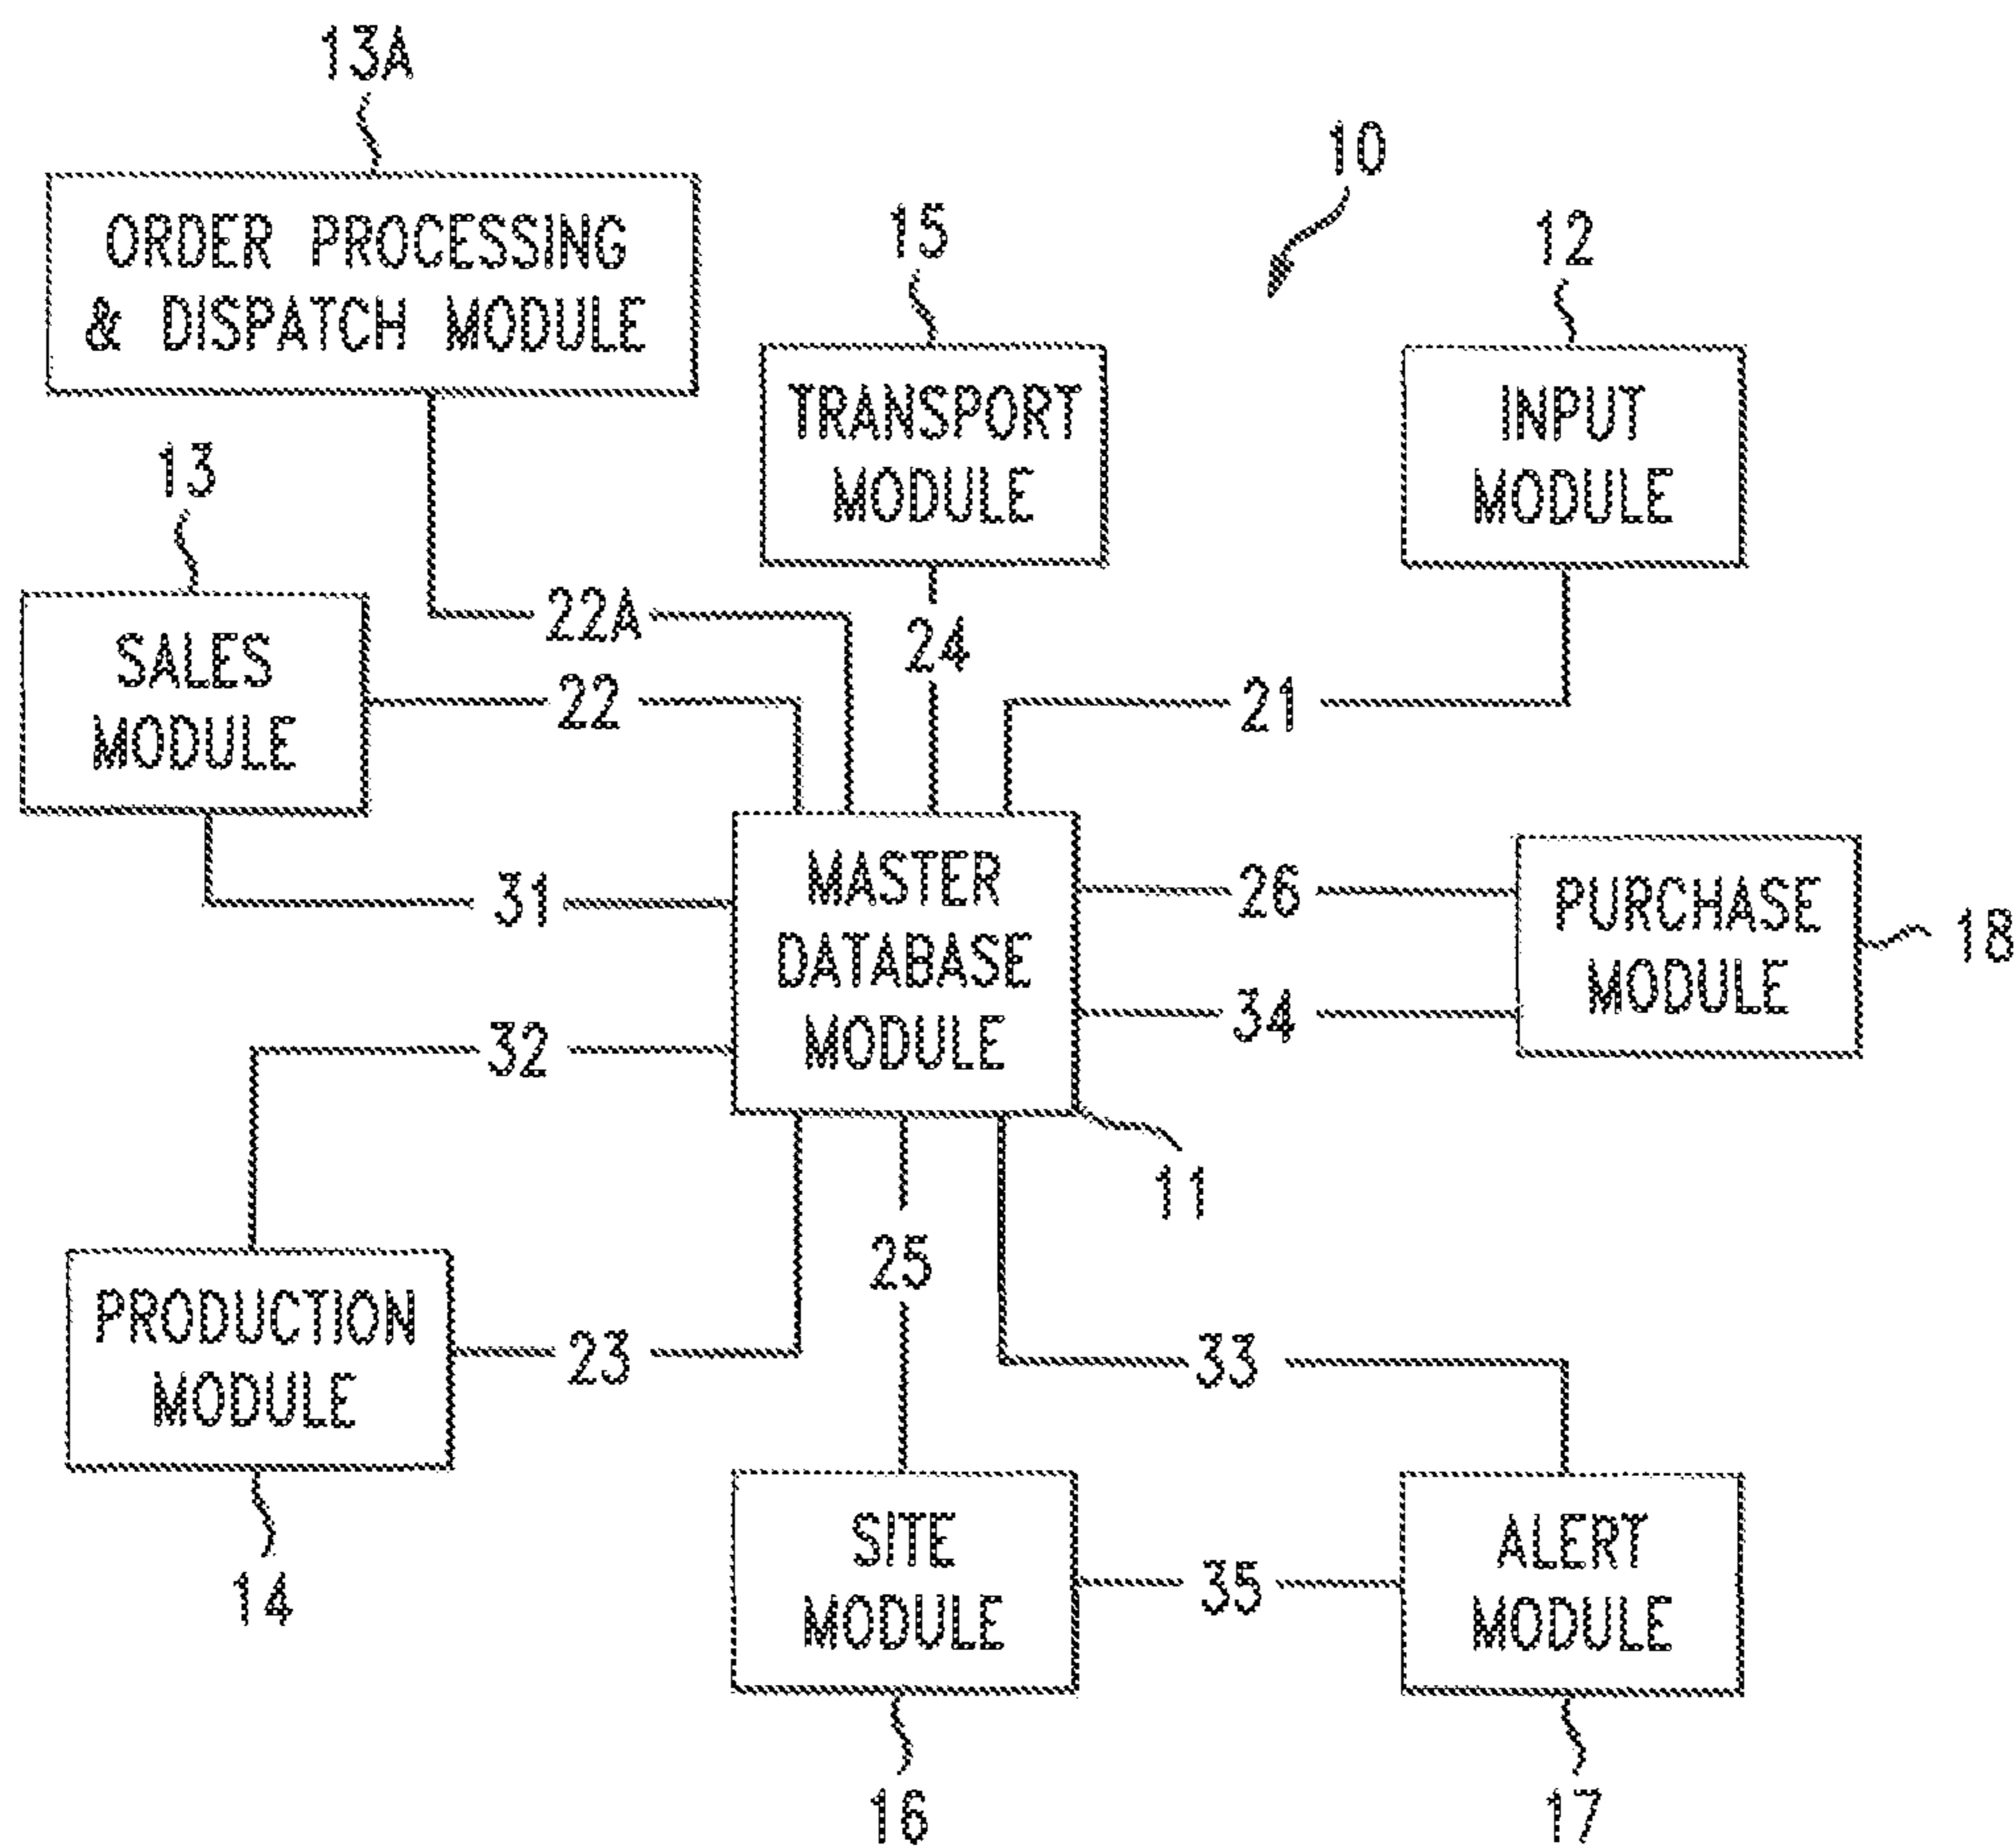 13A
10
ORDER PROCESSING
& DISPATCH MODULE
15
12
TRANSPORT
MODULE
INPUT
MODULE
13
SALES
MODULE
22A
24
22
21
MASTER
DATABASE
MODULE
31
26
PURCHASE
MODULE
18
34
32
11
25
PRODUCTION
MODULE
23
33
14
SITE
MODULE
35
ALERT
MODULE
16
17